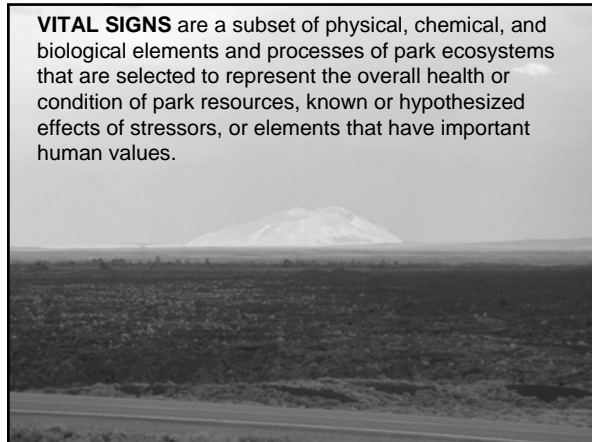 VITAL SIGNS are a subset of physical, chemical, and
biological elements and processes of park ecosystems
that are selected to represent the overall health or
condition of park resources, known or hypothesized
effects of stressors, or elements that have important
human values.